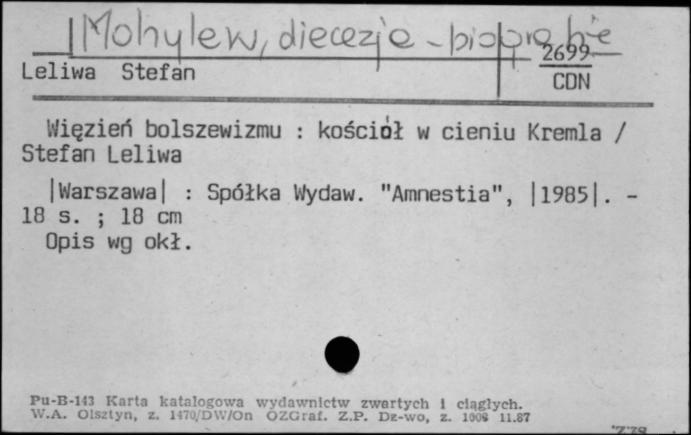 Mohylew, diecezja - biografie
2699
Leliwa Stefan
CDN
Więzień bolszewizmu : kościół w cieniu Kremla /
Stefan Leliwa
|Warszawa| : Spółka Wydaw. "Amnestia", |1985|. -
18 s. ; 18 cm
Opis wg okł.
Pu-B-143 Karta katalogowa wydawnictw zwartych i ciągłych.
W.A. Olsztyn, z. 1470/DW/On OZGraf. Z.P. Dz-wo, z. 1008 11.87